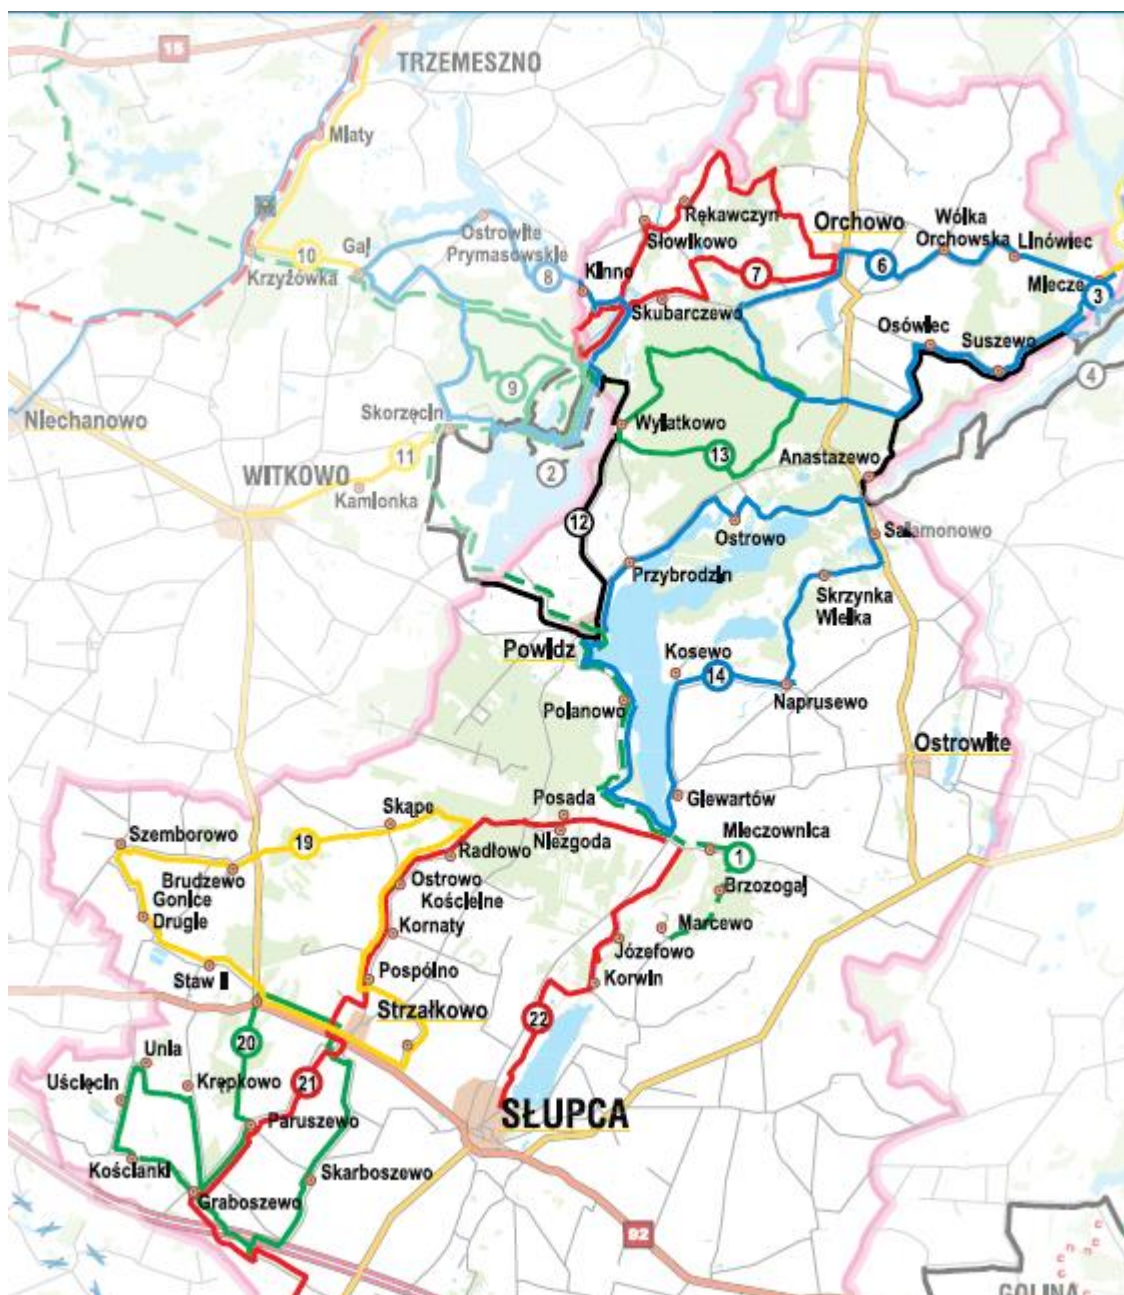 15
TRZEMESZNO
Miaty
Rękawczyn
Orchowo
Wólka
Orchowska
Linówiec
Ostrowite
Prymasowskie
Słowikowo
10
Gaj
Krzyżówka
8
Kinno
7
6
Mlecze
3
Skubarczewo
Osówiec
Suszewo
4
9
Niechanowo
Skorzęcin
Wylatkowo
13
WITKOWO
11
2
Anastazewo
Kamionka
12
Ostrowo
Salamonowo
Przybrodzin
Skrzynka
Wielka
Powidz
Kosewo
14
Polanowo
Naprusewo
Ostrowite
Posada
Giewartów
Skąpe
Szemborowo
19
Niezgoda
Mieczownica
1
Radłowo
Brudzewo
Ostrowo
Kościelne
Brzozogaj
Gonice
Drugie
Kornaty
Marcewo
Józefowo
Staw II
Pospólno
Korwin
Strzałkowo
22
20
Unia
Uścięcin
Krępkowo
21
Paruszewo
SŁUPCA
Kościanki
Skarboszewo
Graboszewo
92
GOLINA